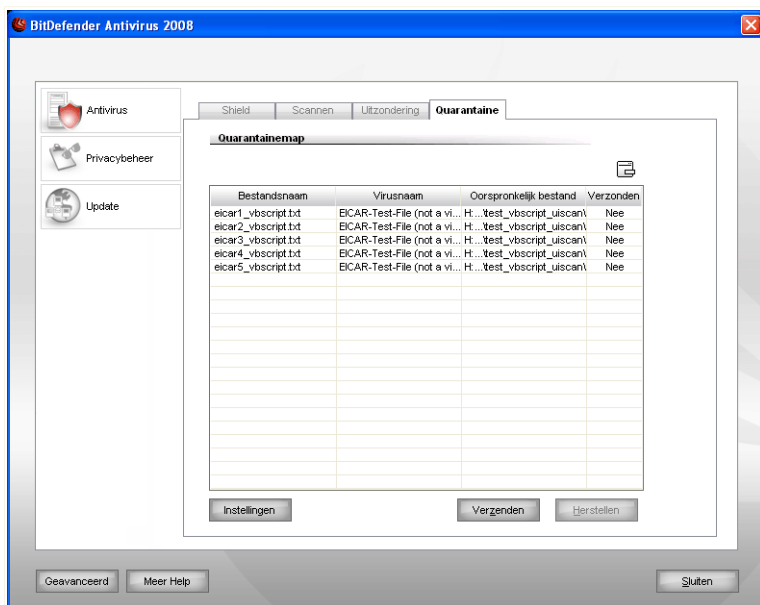 BitDefender Antivirus 2008
Antivirus
Privacybeheer
Update
Shield Scannen Uitzondering Quarantaine
Quarantainemap
Bestandsnaam Virusnaam Oorspronkelijk bestand Verzonden
eicar1_vbscript.txt EICAR-Test-File (not a vi... H:...\test_vbscript_uiscan\ Nee
eicar2_vbscript.txt EICAR-Test-File (not a vi... H:...\test_vbscript_uiscan\ Nee
eicar3_vbscript.txt EICAR-Test-File (not a vi... H:...\test_vbscript_uiscan\ Nee
eicar4_vbscript.txt EICAR-Test-File (not a vi... H:...\test_vbscript_uiscan\ Nee
eicar5_vbscript.txt EICAR-Test-File (not a vi... H:...\test_vbscript_uiscan\ Nee
Instellingen Verzenden Herstellen
Geavanceerd Meer Help Sluiten